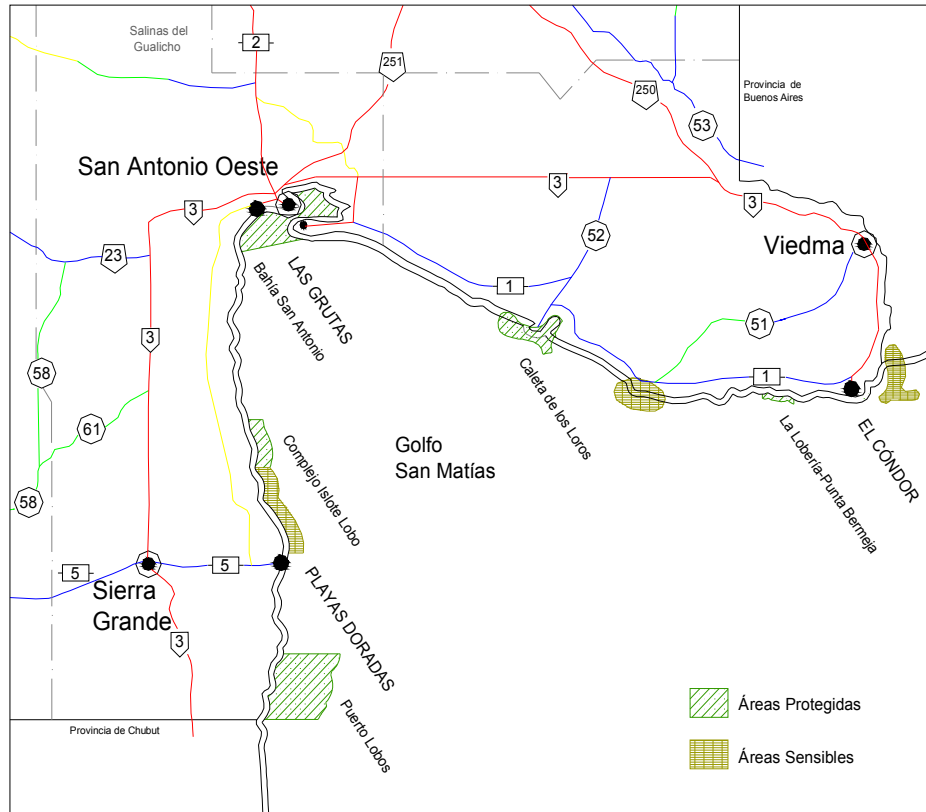 Salinas del
Gualicho
2
251
250
Provincia de
Buenos Aires
53
San Antonio Oeste
3
3
3
52
Viedma
23
1
LAS GRUTAS
Bahía San Antonio
51
3
58
Caleta de los Loros
1
61
Golfo
San Matías
La Lobería-Punta Bermeja
EL CÓNDOR
Complejo Islote Lobo
58
5
5
Sierra
Grande
PLAYAS DORADAS
3
Puerto Lobos
Provincia de Chubut
Áreas Protegidas
Áreas Sensibles